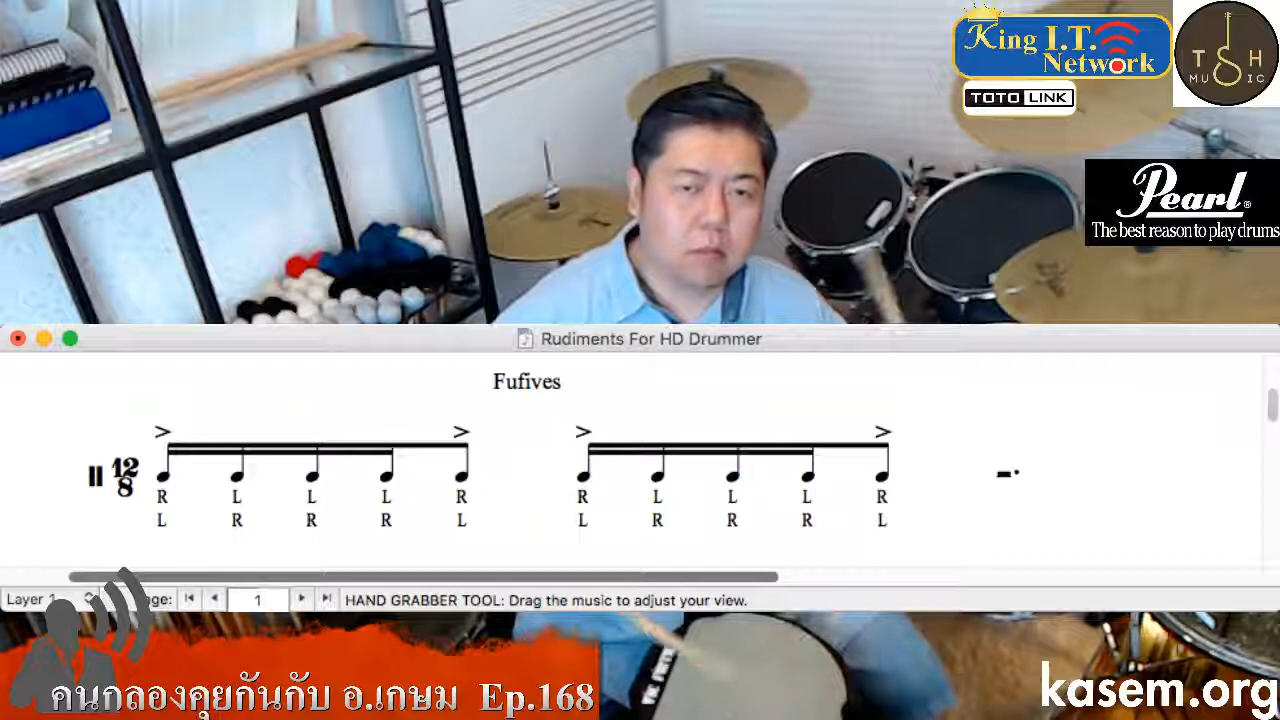 King I.T.
Network
TOTO LINK
T S H
MUSIC
Pearl®
The best reason to play drums
Rudiments For HD Drummer
Fufives
> > > >
12
8
R L L L R R L L L R
L R R R L L R R R L
Layer 1
age: 1 HAND GRABBER TOOL: Drag the music to adjust your view.
คนกลองคุยกันกับ อ.เกษม Ep.168
kasem.org